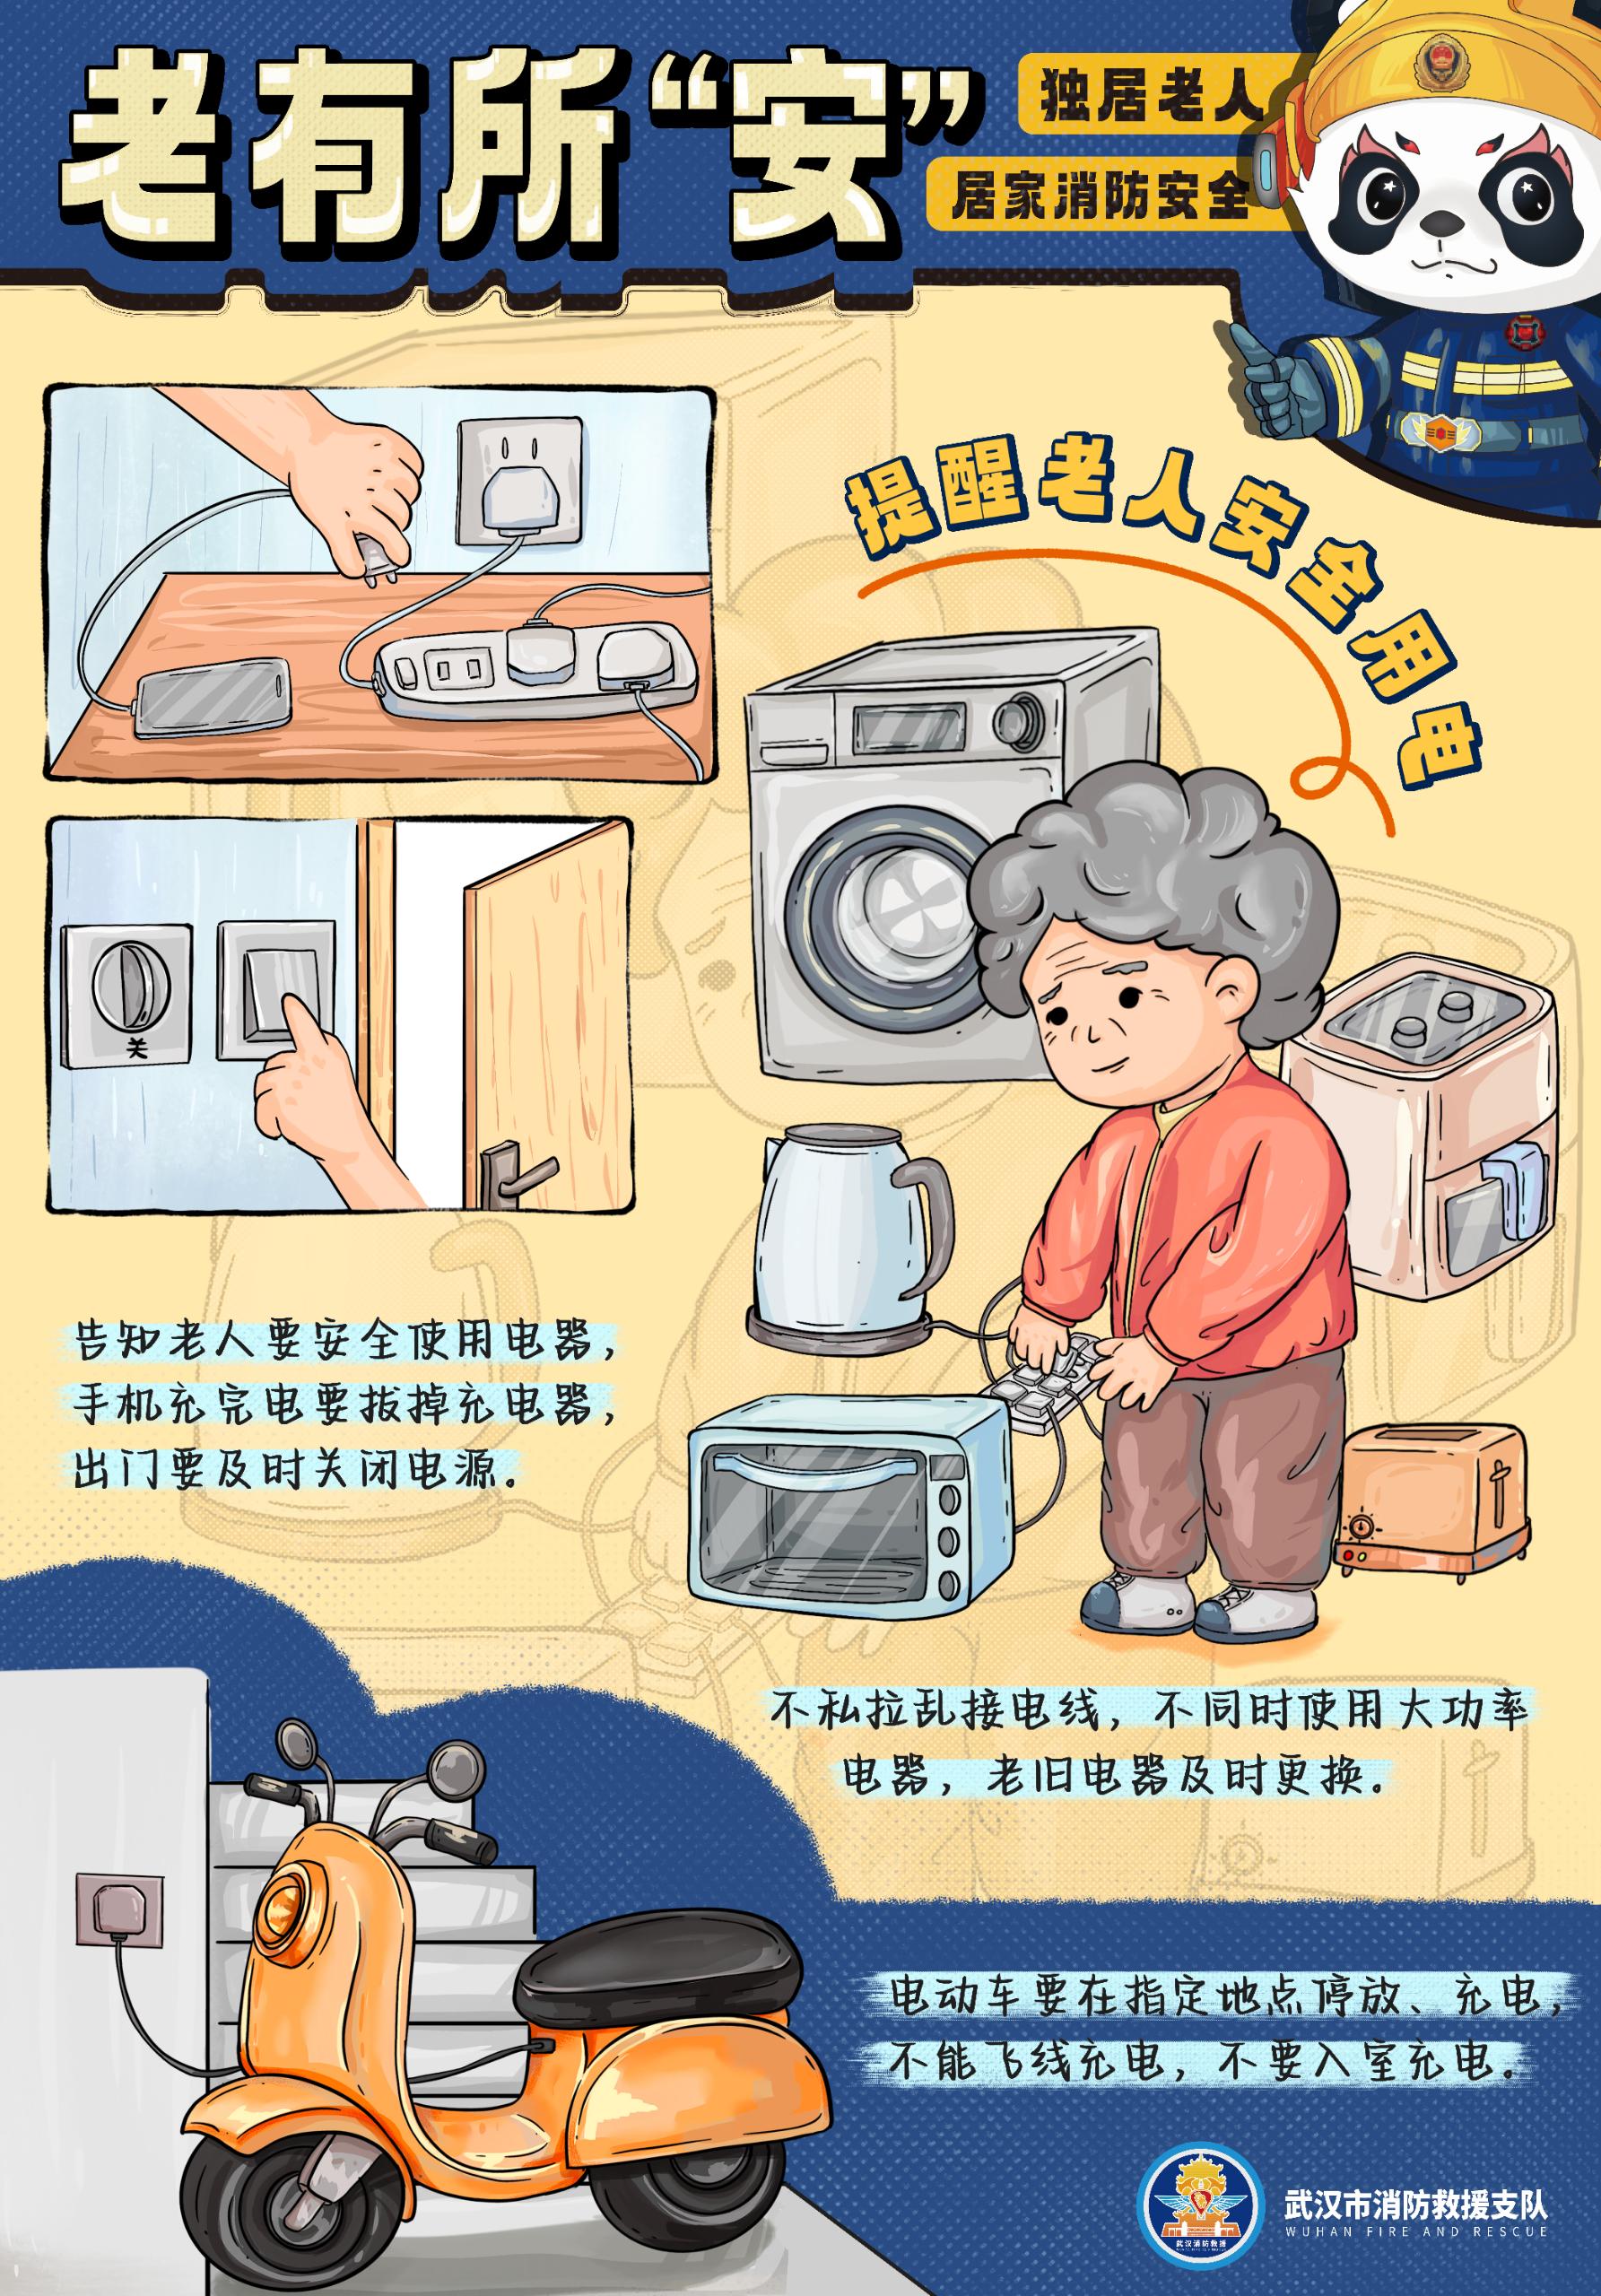 老有所“安”
独居老人
居家消防安全
提醒老人安全用电
关
告知老人要安全使用电器，
手机充完电要拔掉充电器，
出门要及时关闭电源。
不私拉乱接电线，不同时使用大功率
电器，老旧电器及时更换。
电动车要在指定地点停放、充电，
不能飞线充电，不要入室充电。
武汉消防救援
武汉市消防救援支队
WUHAN FIRE AND RESCUE